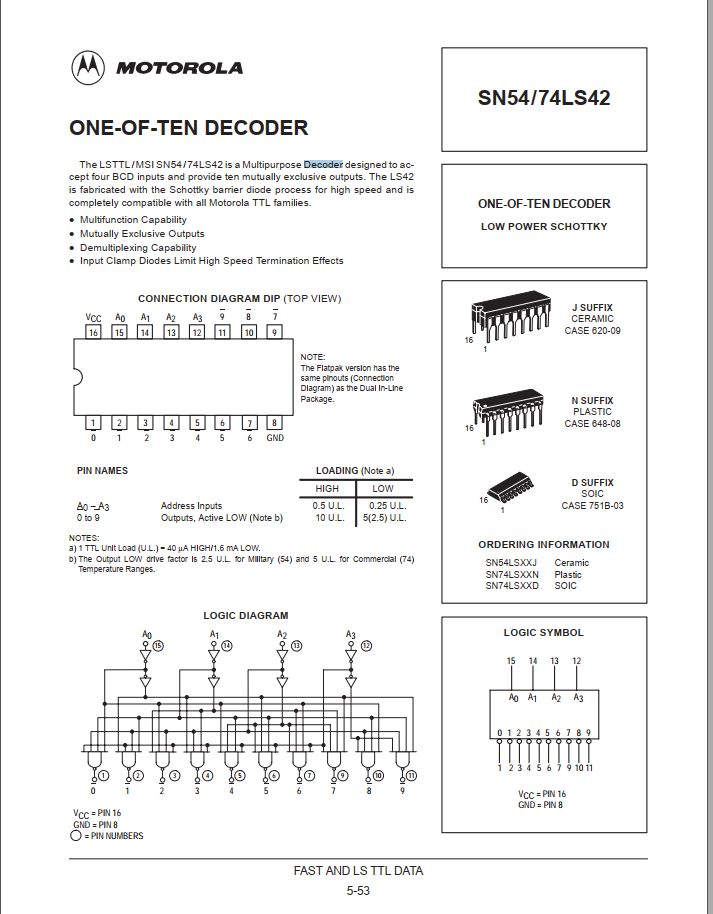 MOTOROLA
SN54/74LS42
ONE-OF-TEN DECODER
The LSTTL/MSI SN54/74LS42 is a Multipurpose Decoder designed to ac-
cept four BCD inputs and provide ten mutually exclusive outputs. The LS42
is fabricated with the Schottky barrier diode process for high speed and is
completely compatible with all Motorola TTL families.
• Multifunction Capability
• Mutually Exclusive Outputs
• Demultiplexing Capability
• Input Clamp Diodes Limit High Speed Termination Effects
ONE-OF-TEN DECODER
LOW POWER SCHOTTKY
CONNECTION DIAGRAM DIP (TOP VIEW)
VCC A0 A1 A2 A3 9 8 7
16 15 14 13 12 11 10 9
1 2 3 4 5 6 7 8
0 1 2 3 4 5 6 GND
NOTE:
The Flatpak version has the
same pinouts (Connection
Diagram) as the Dual In-Line
Package.
J SUFFIX
CERAMIC
CASE 620-09
16
1
N SUFFIX
PLASTIC
CASE 648-08
16
1
D SUFFIX
SOIC
CASE 751B-03
16
1
PIN NAMES
LOADING (Note a)
HIGH LOW
A0 – A3 Address Inputs 0.5 U.L. 0.25 U.L.
0 to 9 Outputs, Active LOW (Note b) 10 U.L. 5(2.5) U.L.
NOTES:
a) 1 TTL Unit Load (U.L.) = 40 μA HIGH/1.6 mA LOW.
b) The Output LOW drive factor is 2.5 U.L. for Military (54) and 5 U.L. for Commercial (74)
Temperature Ranges.
ORDERING INFORMATION
SN54LSXXJ Ceramic
SN74LSXXN Plastic
SN74LSXXD SOIC
LOGIC DIAGRAM
A0 A1 A2 A3
15 14 13 12
1 2 3 4 5 6 7 9 10 11
0 1 2 3 4 5 6 7 8 9
VCC = PIN 16
GND = PIN 8
= PIN NUMBERS
LOGIC SYMBOL
15 14 13 12
A0 A1 A2 A3
0 1 2 3 4 5 6 7 8 9
1 2 3 4 5 6 7 9 10 11
VCC = PIN 16
GND = PIN 8
FAST AND LS TTL DATA
5-53